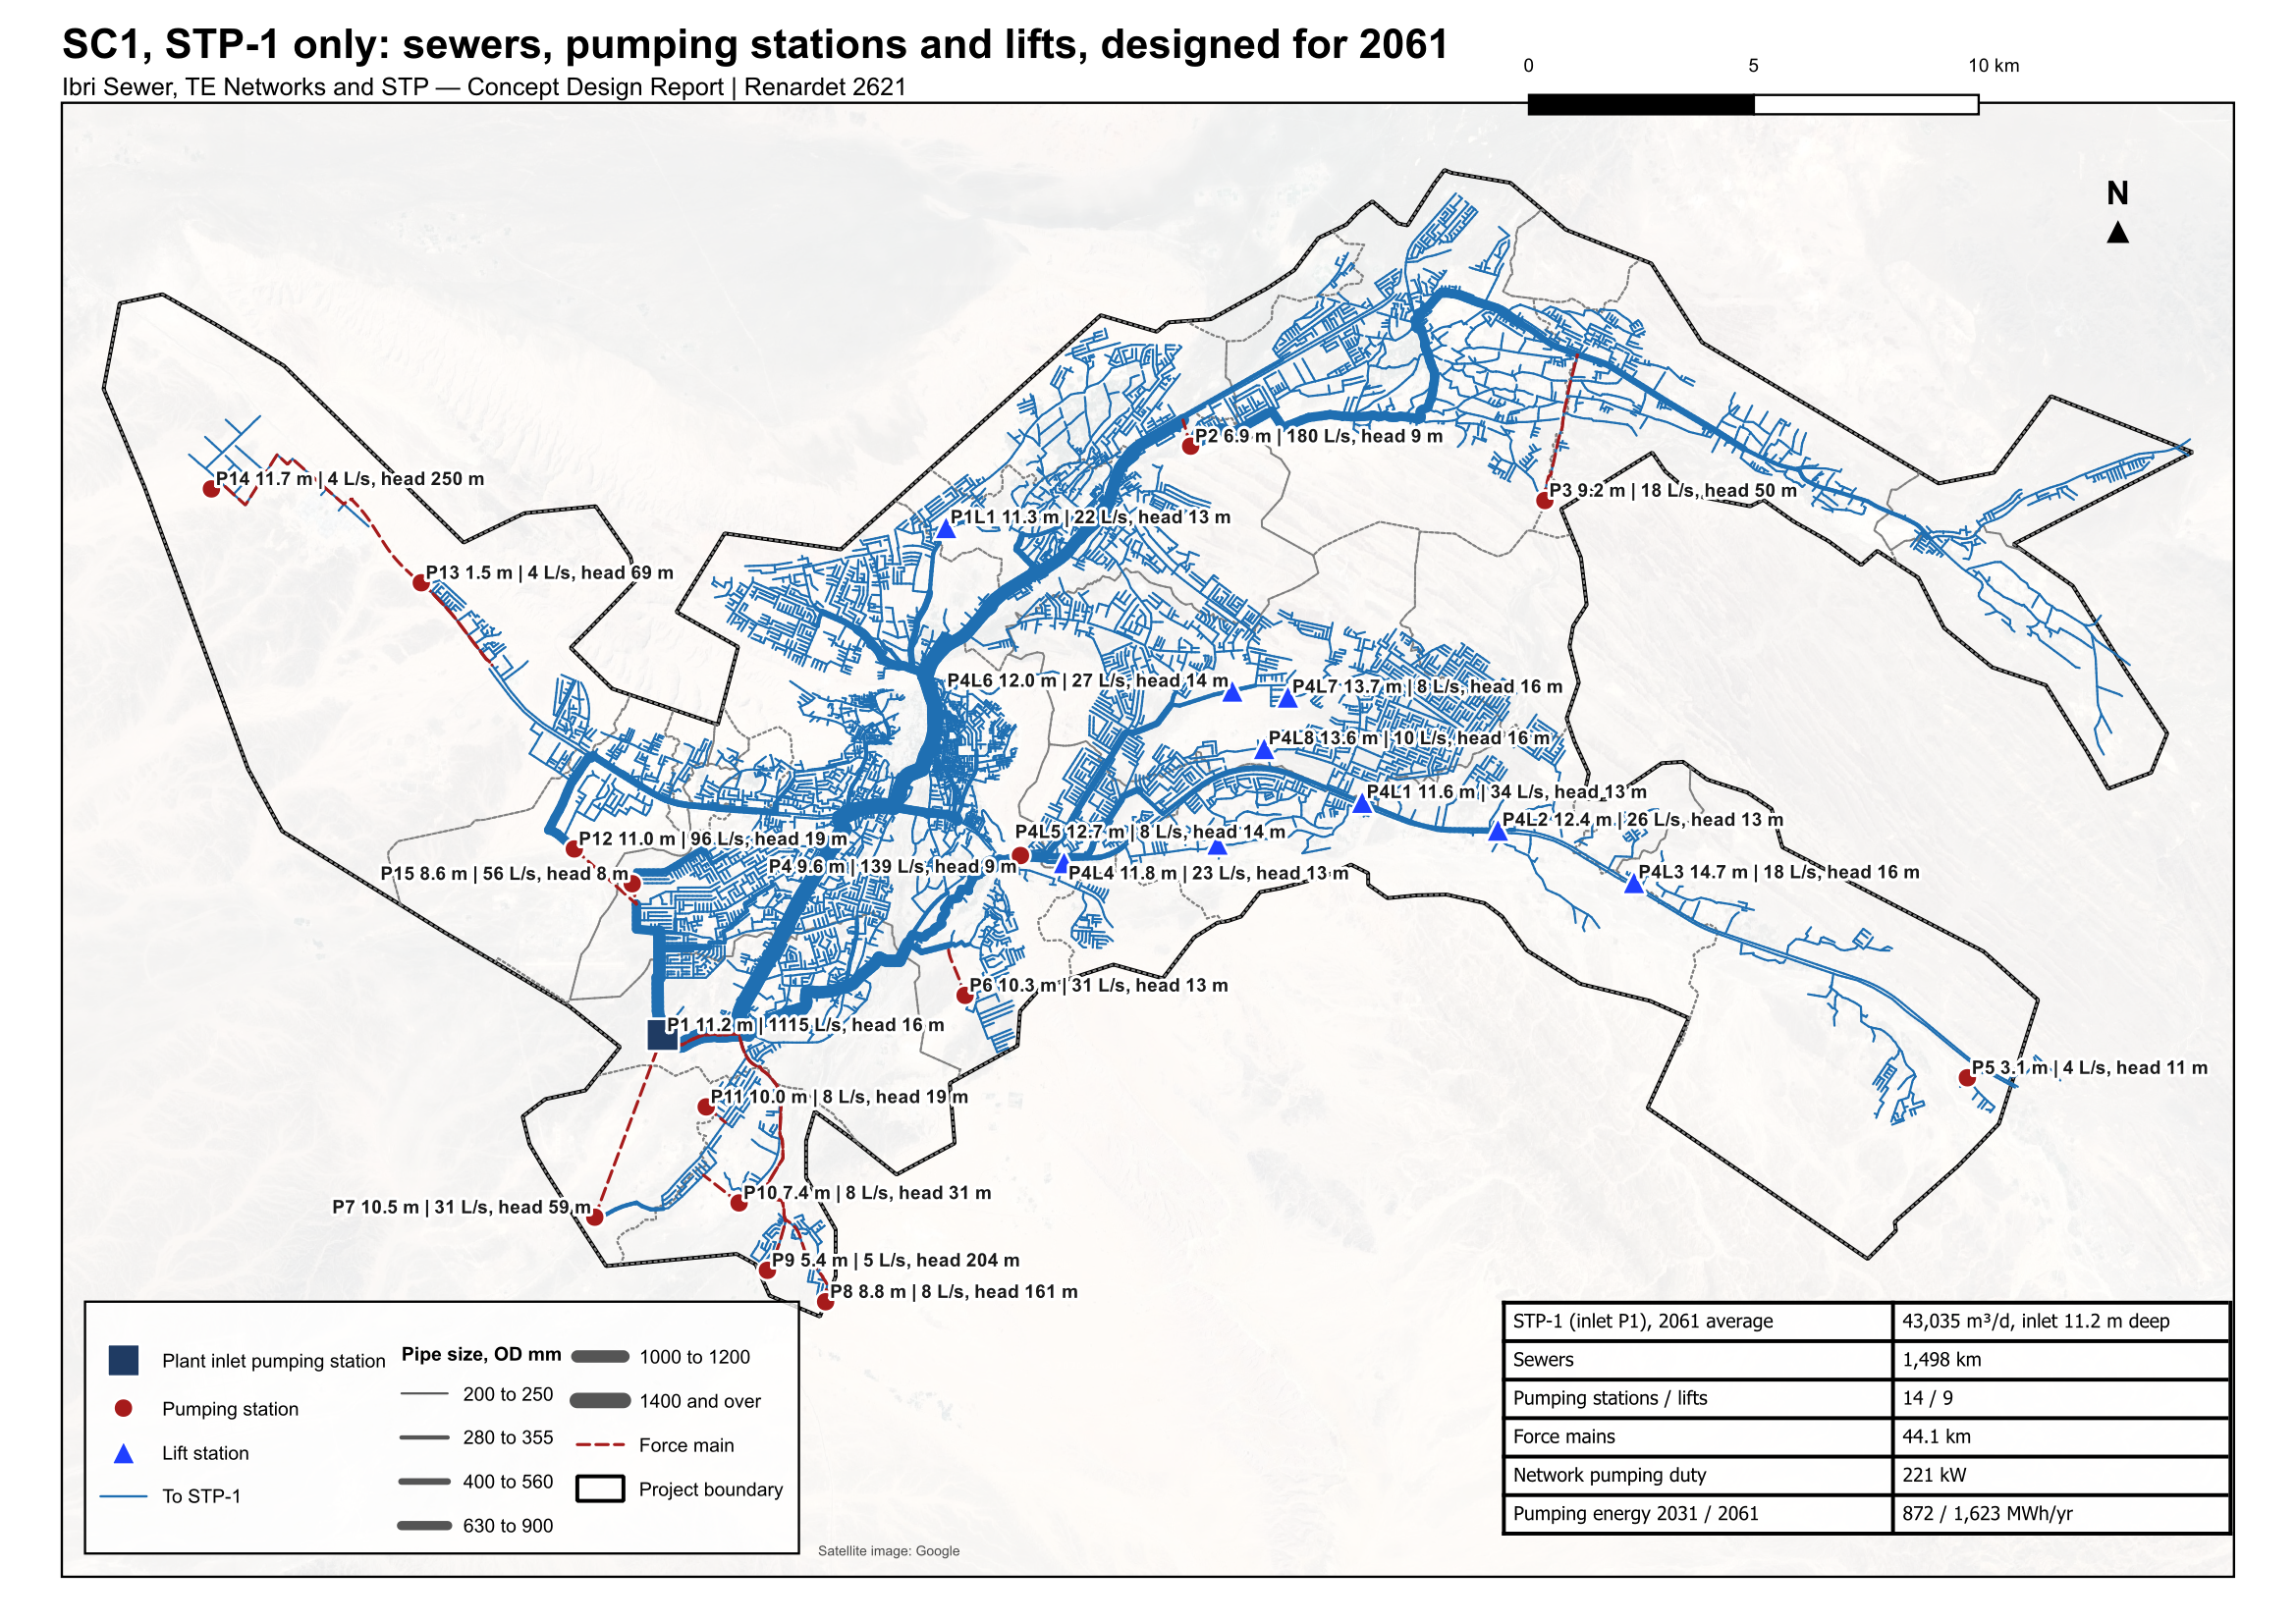 SC1, STP-1 only: sewers, pumping stations and lifts, designed for 2061
Ibri Sewer, TE Networks and STP — Concept Design Report | Renardet 2621
0 5 10 km
N
P2 6.9 m | 180 L/s, head 9 m
P14 11.7 m | 4 L/s, head 250 m
P3 9.2 m | 18 L/s, head 50 m
P1L1 11.3 m | 22 L/s, head 13 m
P13 1.5 m | 4 L/s, head 69 m
P4L6 12.0 m | 27 L/s, head 14 m
P4L7 13.7 m | 8 L/s, head 16 m
P4L8 13.6 m | 10 L/s, head 16 m
P4L1 11.6 m | 34 L/s, head 13 m
P4L2 12.4 m | 26 L/s, head 13 m
P4L5 12.7 m | 8 L/s, head 14 m
P12 11.0 m | 96 L/s, head 19 m
P4 9.6 m | 139 L/s, head 9 m
P4L4 11.8 m | 23 L/s, head 13 m
P4L3 14.7 m | 18 L/s, head 16 m
P15 8.6 m | 56 L/s, head 8 m
P6 10.3 m | 31 L/s, head 13 m
P1 11.2 m | 1115 L/s, head 16 m
P5 3.1 m | 4 L/s, head 11 m
P11 10.0 m | 8 L/s, head 19 m
P10 7.4 m | 8 L/s, head 31 m
P7 10.5 m | 31 L/s, head 59 m
P9 5.4 m | 5 L/s, head 204 m
P8 8.8 m | 8 L/s, head 161 m
Plant inlet pumping station
Pumping station
Lift station
To STP-1
Pipe size, OD mm
200 to 250
280 to 355
400 to 560
630 to 900
1000 to 1200
1400 and over
Force main
Project boundary
Satellite image: Google
STP-1 (inlet P1), 2061 average 43,035 m³/d, inlet 11.2 m deep
Sewers 1,498 km
Pumping stations / lifts 14 / 9
Force mains 44.1 km
Network pumping duty 221 kW
Pumping energy 2031 / 2061 872 / 1,623 MWh/yr